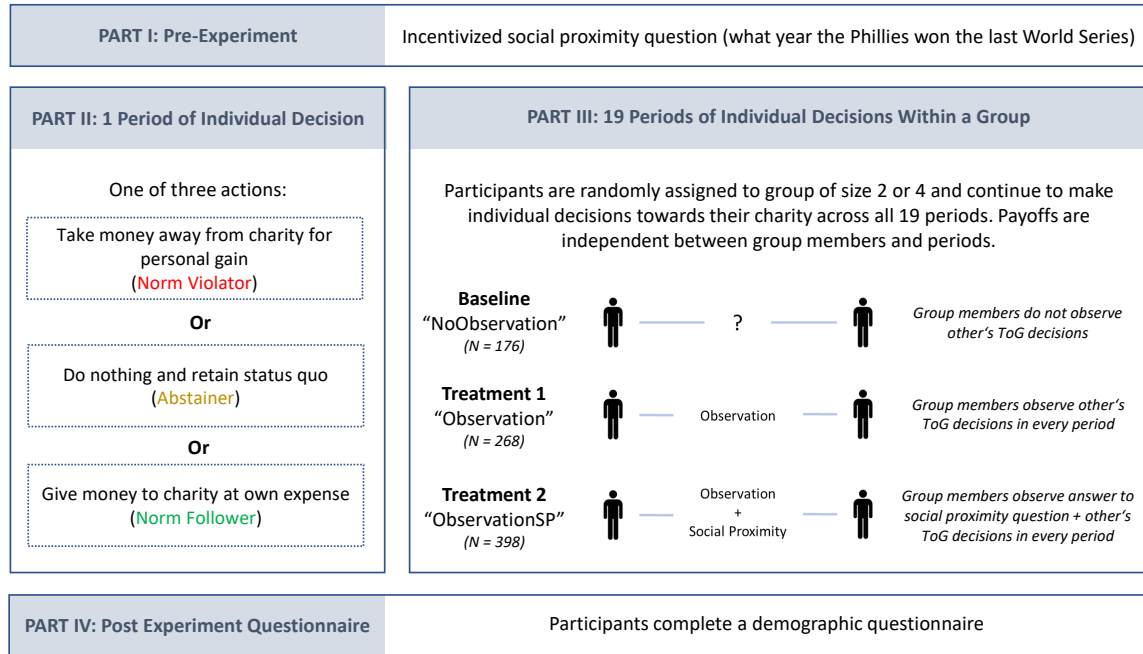 PART I: Pre-Experiment
Incentivized social proximity question (what year the Phillies won the last World Series)
PART II: 1 Period of Individual Decision
One of three actions:
Take money away from charity for
personal gain
(Norm Violator)
Or
Do nothing and retain status quo
(Abstainer)
Or
Give money to charity at own expense
(Norm Follower)
PART III: 19 Periods of Individual Decisions Within a Group
Participants are randomly assigned to group of size 2 or 4 and continue to make
individual decisions towards their charity across all 19 periods. Payoffs are
independent between group members and periods.
Baseline
“NoObservation”
(N = 176)
?
Group members do not observe
other‘s ToG decisions
Treatment 1
“Observation”
(N = 268)
Observation
Group members observe other‘s
ToG decisions in every period
Treatment 2
“ObservationSP”
(N = 398)
Observation
+
Social Proximity
Group members observe answer to
social proximity question + other‘s
ToG decisions in every period
PART IV: Post Experiment Questionnaire
Participants complete a demographic questionnaire